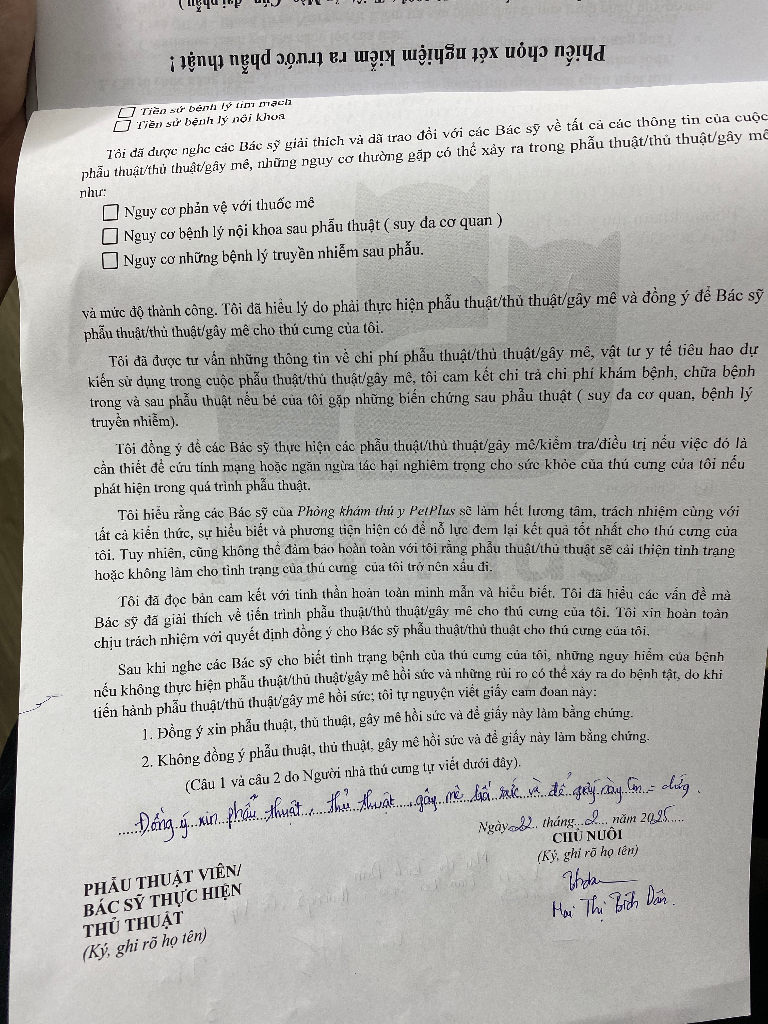 Phiếu chọn xét nghiệm kiểm ra trước phẫu thuật !
Tiền sử bệnh lý tim mạch
Tiền sử bệnh lý nội khoa
Tôi đã được nghe các Bác sỹ giải thích và đã trao đổi với các Bác sỹ về tất cả các thông tin của cuộc
phẫu thuật/thủ thuật/gây mê, những nguy cơ thường gặp có thể xảy ra trong phẫu thuật/thủ thuật/gây mê
như:
Nguy cơ phản vệ với thuốc mê
Nguy cơ bệnh lý nội khoa sau phẫu thuật ( suy đa cơ quan )
Nguy cơ những bệnh lý truyền nhiễm sau phẫu.
và mức độ thành công. Tôi đã hiểu lý do phải thực hiện phẫu thuật/thủ thuật/gây mê và đồng ý để Bác sỹ
phẫu thuật/thủ thuật/gây mê cho thú cưng của tôi.
Tôi đã được tư vấn những thông tin về chi phí phẫu thuật/thủ thuật/gây mê, vật tư y tế tiêu hao dự
kiến sử dụng trong cuộc phẫu thuật/thủ thuật/gây mê, tôi cam kết chi trả chi phí khám bệnh, chữa bệnh
trong và sau phẫu thuật nếu bé của tôi gặp những biến chứng sau phẫu thuật ( suy đa cơ quan, bệnh lý
truyền nhiễm).
Tôi đồng ý để các Bác sỹ thực hiện các phẫu thuật/thủ thuật/gây mê/kiểm tra/điều trị nếu việc đó là
cần thiết để cứu tính mạng hoặc ngăn ngừa tác hại nghiêm trọng cho sức khỏe của thú cưng của tôi nếu
phát hiện trong quá trình phẫu thuật.
Tôi hiểu rằng các Bác sỹ của Phòng khám thú y PetPlus sẽ làm hết lương tâm, trách nhiệm cùng với
tất cả kiến thức, sự hiểu biết và phương tiện hiện có để nỗ lực đem lại kết quả tốt nhất cho thú cưng của
tôi. Tuy nhiên, cũng không thể đảm bảo hoàn toàn với tôi rằng phẫu thuật/thủ thuật sẽ cải thiện tình trạng
hoặc không làm cho tình trạng của thú cưng của tôi trở nên xấu đi.
Tôi đã đọc bản cam kết với tinh thần hoàn toàn minh mẫn và hiểu biết. Tôi đã hiểu các vấn đề mà
Bác sỹ đã giải thích về tiến trình phẫu thuật/thủ thuật/gây mê cho thú cưng của tôi. Tôi xin hoàn toàn
chịu trách nhiệm với quyết định đồng ý cho Bác sỹ phẫu thuật/thủ thuật cho thú cưng của tôi.
Sau khi nghe các Bác sỹ cho biết tình trạng bệnh của thú cưng của tôi, những nguy hiểm của bệnh
nếu không thực hiện phẫu thuật/thủ thuật/gây mê hồi sức và những rủi ro có thể xảy ra do bệnh tật, do khi
tiến hành phẫu thuật/thủ thuật/gây mê hồi sức; tôi tự nguyện viết giấy cam đoan này:
1. Đồng ý xin phẫu thuật, thủ thuật, gây mê hồi sức và để giấy này làm bằng chứng.
2. Không đồng ý phẫu thuật, thủ thuật, gây mê hồi sức và để giấy này làm bằng chứng.
(Câu 1 và câu 2 do Người nhà thú cưng tự viết dưới đây).
Đồng ý xin phẫu thuật, thủ thuật, gây mê hồi sức và để giấy này
Ngày 22 tháng 2 năm 2025
CHỦ NUÔI
(Ký, ghi rõ họ tên)
Mai Thị Bích Dân.
PHẪU THUẬT VIÊN/
BÁC SỸ THỰC HIỆN
THỦ THUẬT
(Ký, ghi rõ họ tên)